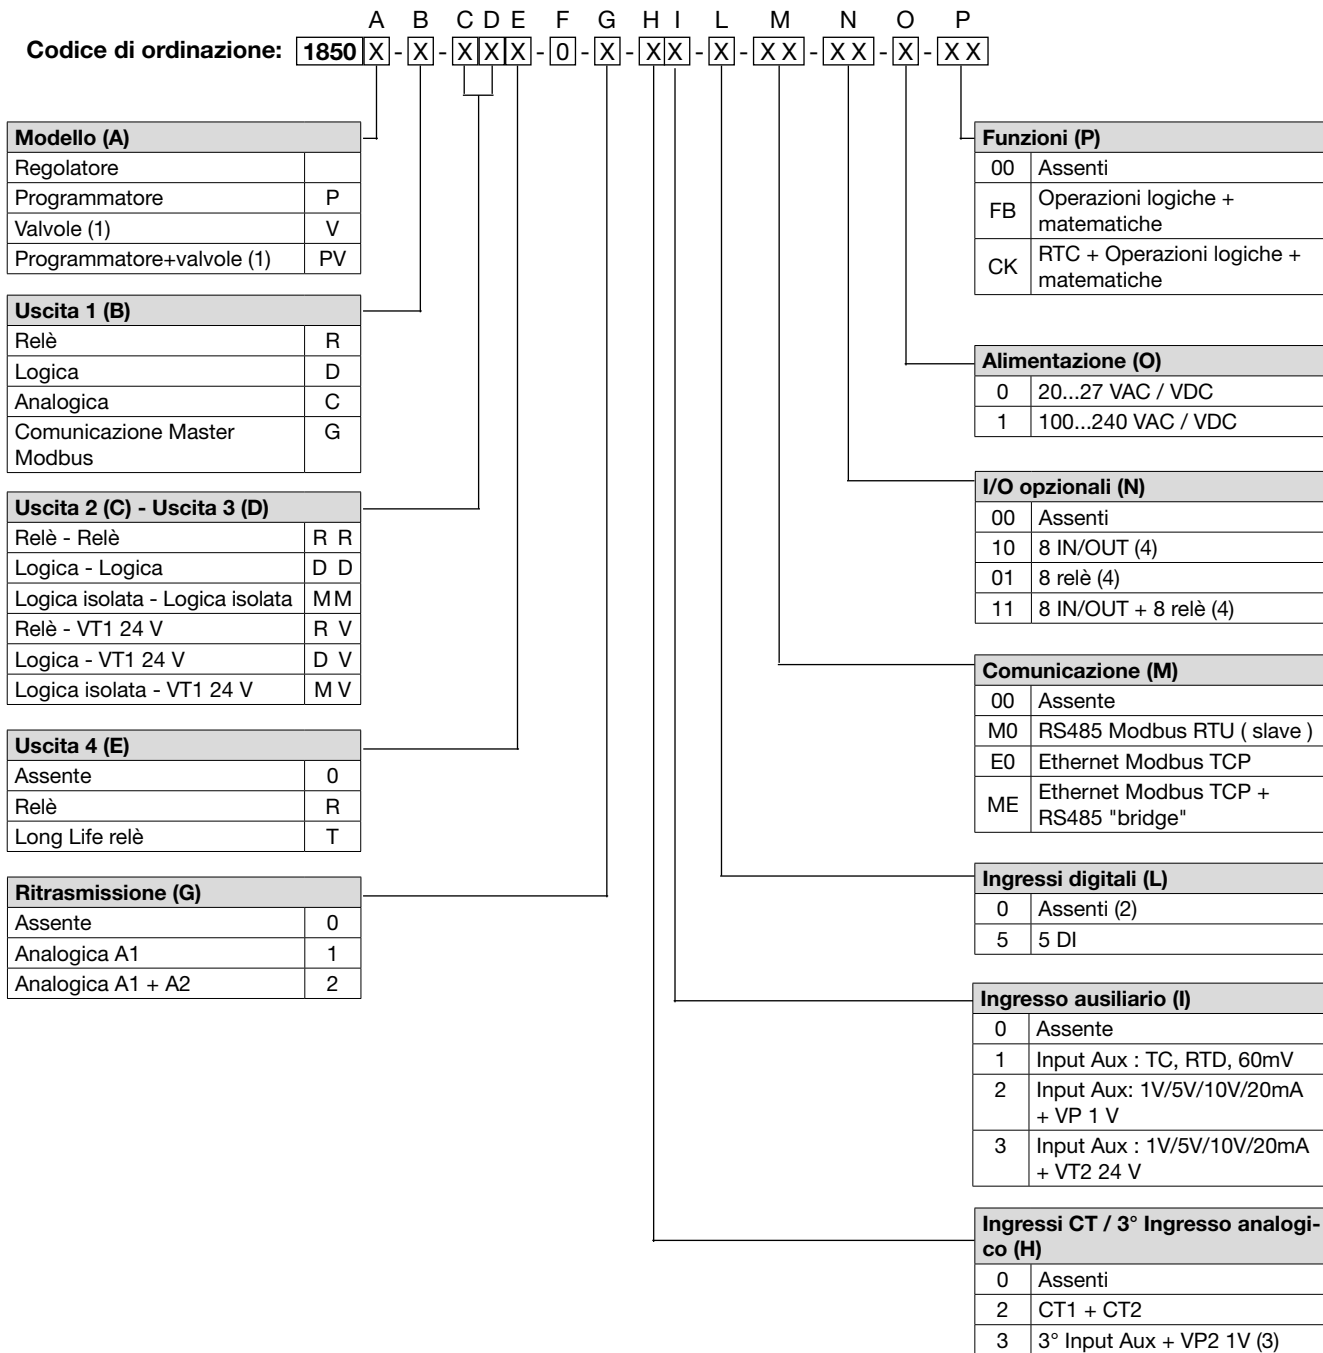 A B C D E F G H I L M N O P
Codice di ordinazione: 1850 X - X - X X X - 0 - X - X X - X - X X - X X - X - X X
Modello (A)
Regolatore
Programmatore P
Valvole (1) V
Programmatore+valvole (1) PV
Uscita 1 (B)
Relè R
Logica D
Analogica C
Comunicazione Master G
Modbus
Uscita 2 (C) - Uscita 3 (D)
Relè - Relè R R
Logica - Logica D D
Logica isolata - Logica isolata M M
Relè - VT1 24 V R V
Logica - VT1 24 V D V
Logica isolata - VT1 24 V M V
Uscita 4 (E)
Assente 0
Relè R
Long Life relè T
Ritrasmissione (G)
Assente 0
Analogica A1 1
Analogica A1 + A2 2
Funzioni (P)
00 Assenti
FB Operazioni logiche +
matematiche
CK RTC + Operazioni logiche +
matematiche
Alimentazione (O)
0 20...27 VAC / VDC
1 100...240 VAC / VDC
I/O opzionali (N)
00 Assenti
10 8 IN/OUT (4)
01 8 relè (4)
11 8 IN/OUT + 8 relè (4)
Comunicazione (M)
00 Assente
M0 RS485 Modbus RTU ( slave )
E0 Ethernet Modbus TCP
ME Ethernet Modbus TCP +
RS485 "bridge"
Ingressi digitali (L)
0 Assenti (2)
5 5 DI
Ingresso ausiliario (I)
0 Assente
1 Input Aux : TC, RTD, 60mV
2 Input Aux: 1V/5V/10V/20mA
+ VP 1 V
3 Input Aux : 1V/5V/10V/20mA
+ VT2 24 V
Ingressi CT / 3° Ingresso analogi-
co (H)
0 Assenti
2 CT1 + CT2
3 3° Input Aux + VP2 1V (3)